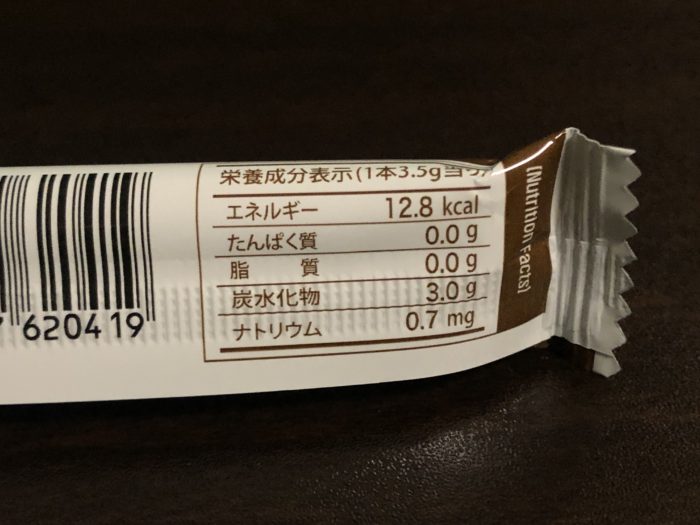 栄養成分表示(1本3.5g当り)
エネルギー 12.8 kcal
たんぱく質 0.0 g
脂 質 0.0 g
炭水化物 3.0 g
ナトリウム 0.7 mg
(Nutrition Facts)
620419